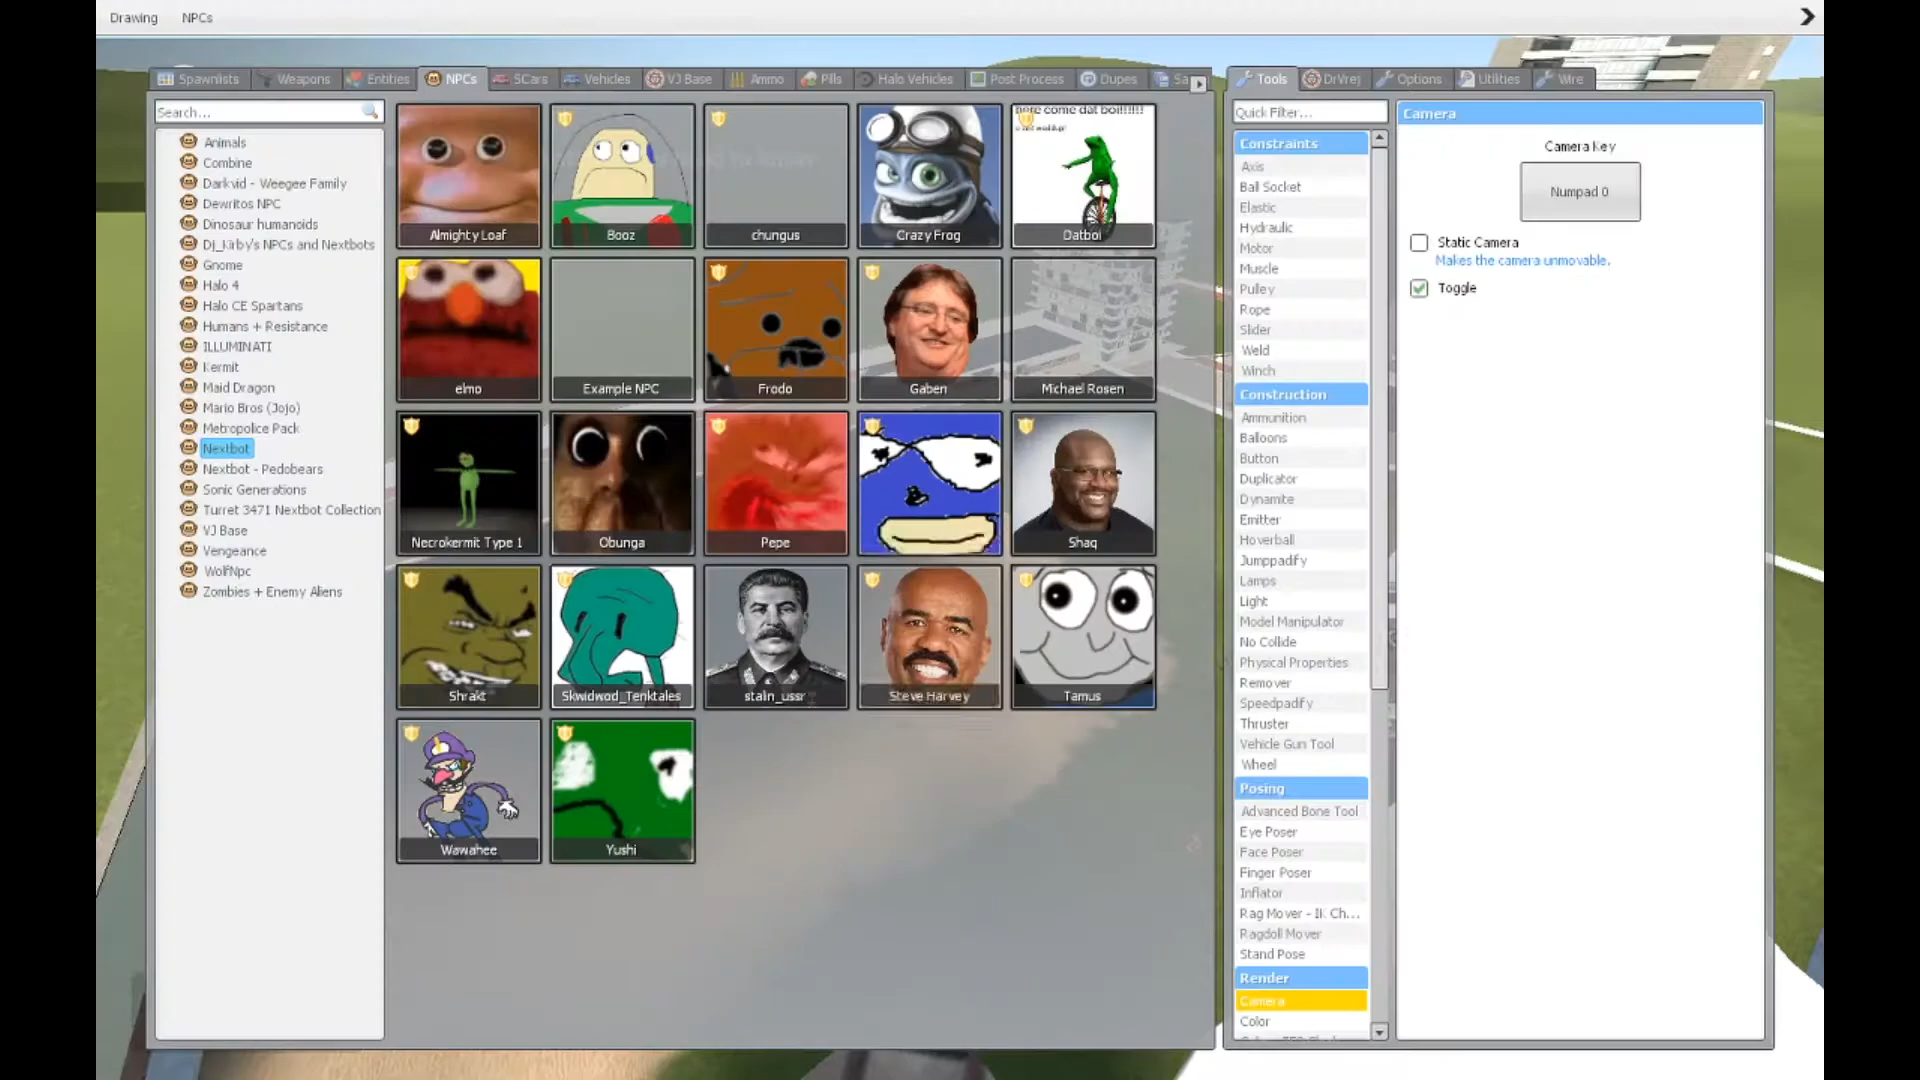 Drawing
NPCs
Spawnlists
Weapons
Entities
NPCs
SCars
Vehicles
VJ Base
Ammo
Pills
Halo Vehicles
Post Process
Dupes
Sa
Tools
DrVrej
Options
Utilities
Wire
Search...
Animals
Combine
Darkvid - Weegee Family
Dewritos NPC
Dinosaur humanoids
Dj_Kirby's NPCs and Nextbots
Gnome
Halo 4
Halo CE Spartans
Humans + Resistance
ILLUMINATI
Kermit
Maid Dragon
Mario Bros (Jojo)
Metropolice Pack
Nextbot
Nextbot - Pedobears
Sonic Generations
Turret 3471 Nextbot Collection
VJ Base
Vengeance
WolfNpc
Zombies + Enemy Aliens
here come dat boi!!!!!!
Almighty Loaf
Booz
chungus
Crazy Frog
Datboi
elmo
Example NPC
Frodo
Gaben
Michael Rosen
Necrokermit Type 1
Obunga
Pepe
Shaq
Shrakt
Skwidwod_Tenktales
stalin_ussr
Steve Harvey
Tamus
Wawahee
Yushi
Quick Filter...
Constraints
Axis
Ball Socket
Elastic
Hydraulic
Motor
Muscle
Pulley
Rope
Slider
Weld
Winch
Construction
Ammunition
Balloons
Button
Duplicator
Dynamite
Emitter
Hoverball
Jumppadify
Lamps
Light
Model Manipulator
No Collide
Physical Properties
Remover
Speedpadify
Thruster
Vehicle Gun Tool
Wheel
Posing
Advanced Bone Tool
Eye Poser
Face Poser
Finger Poser
Inflator
Rag Mover - IK Ch...
Ragdoll Mover
Stand Pose
Render
Camera
Color
Camera
Camera Key
Numpad 0
Static Camera
Makes the camera unmovable.
Toggle